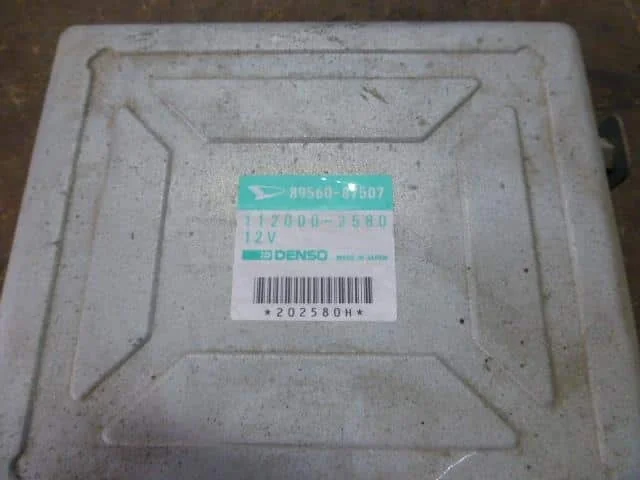 89560-87507
112000-2580
12V
DENSO MADE IN JAPAN
*202580H*